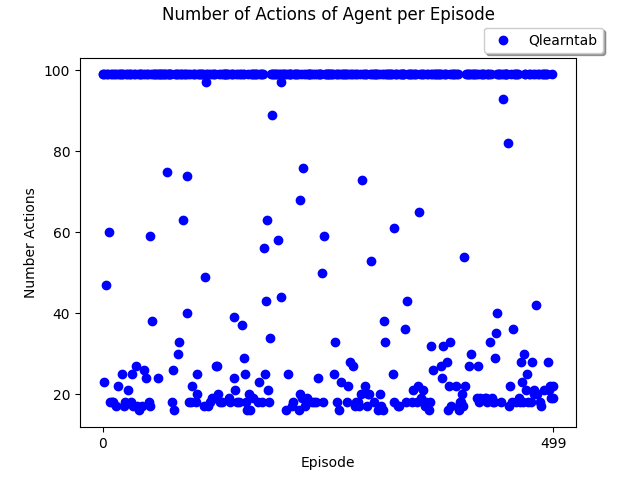 Number of Actions of Agent per Episode
Qlearntab
100
80
60
40
20
Number Actions
0
499
Episode